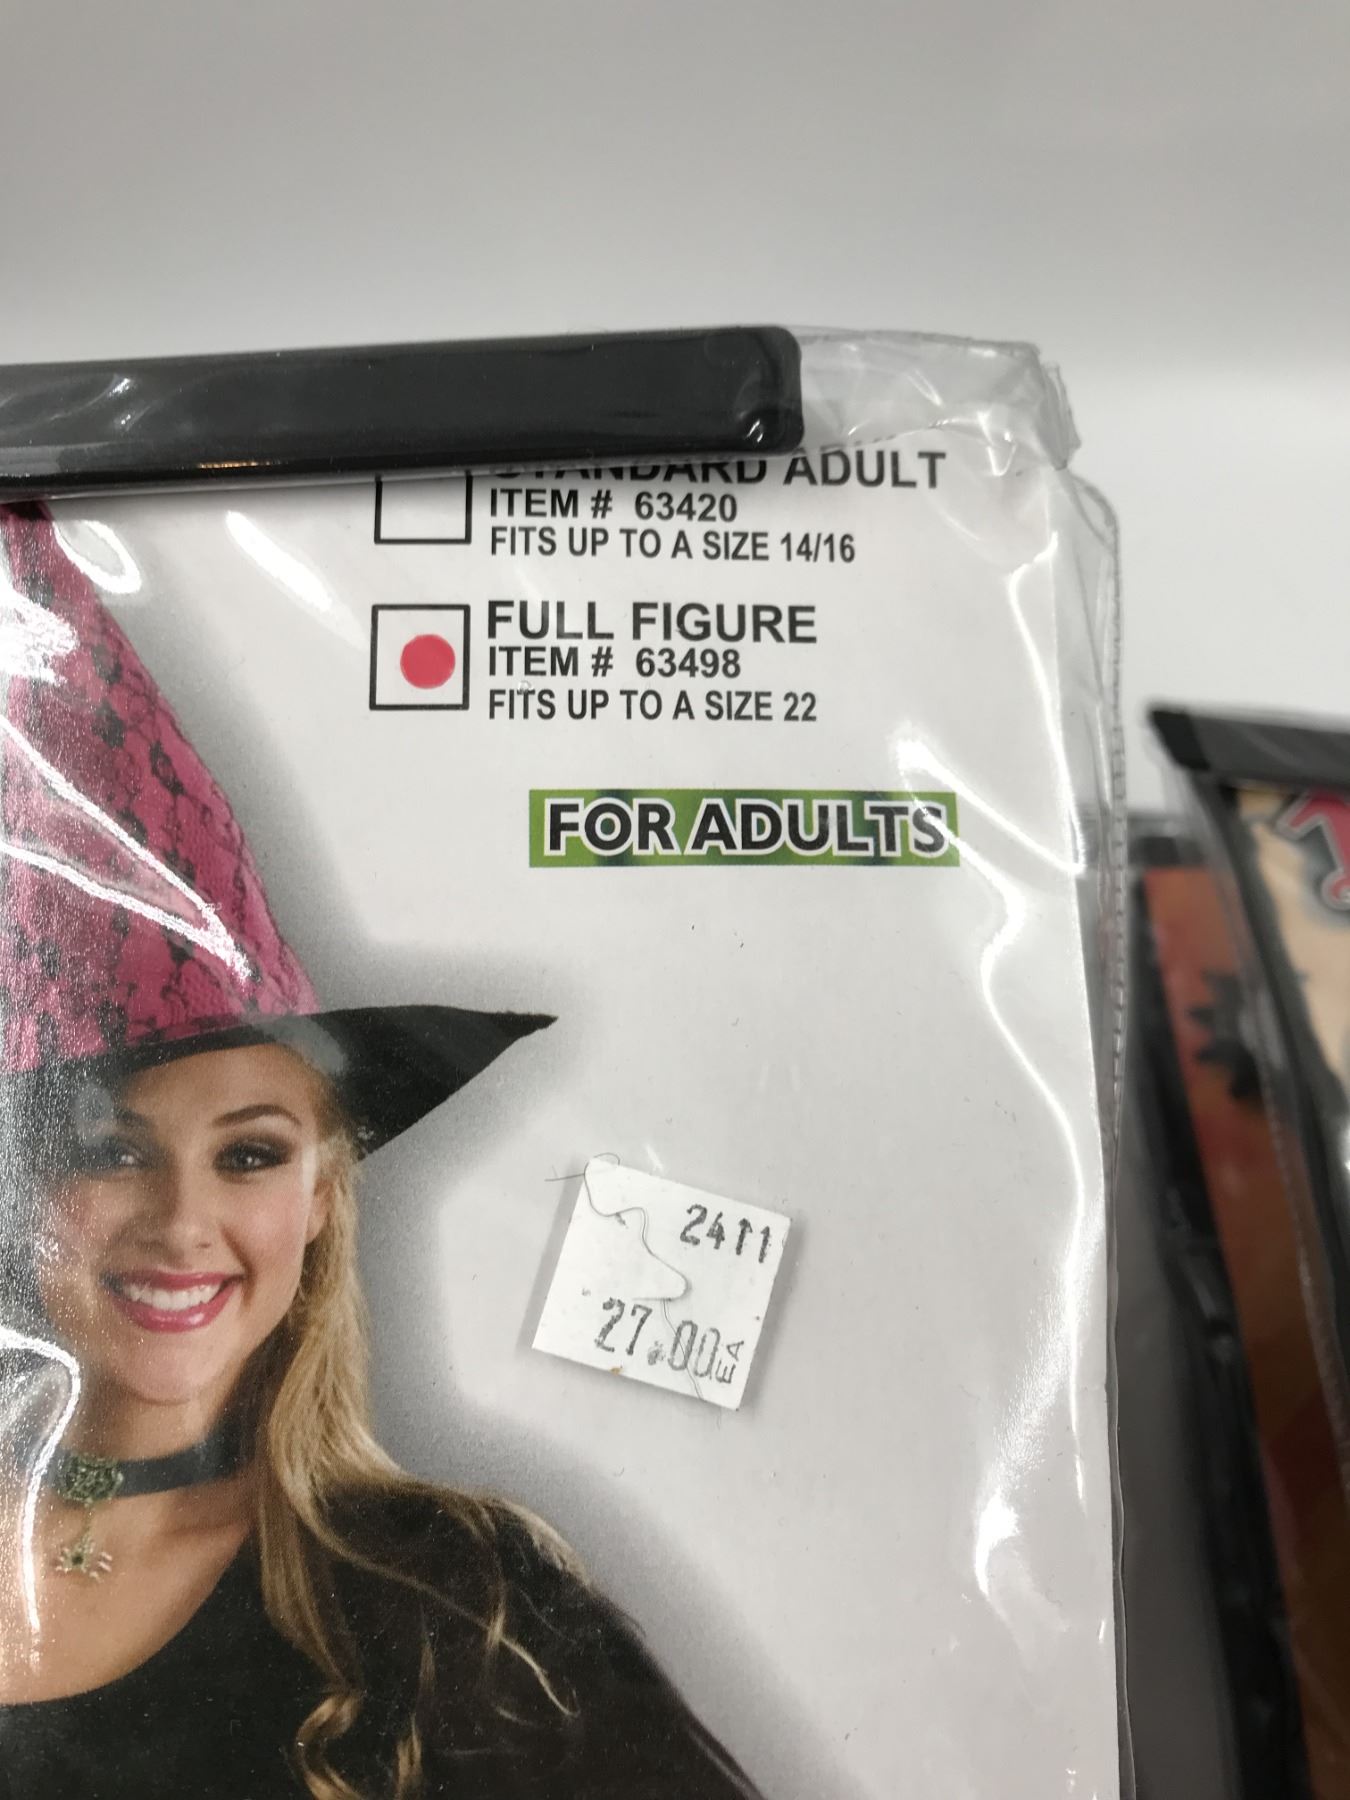 STANDARD ADULT
ITEM # 63420
FITS UP TO A SIZE 14/16
FULL FIGURE
ITEM # 63498
FITS UP TO A SIZE 22
FOR ADULTS
2411
27.00 EA